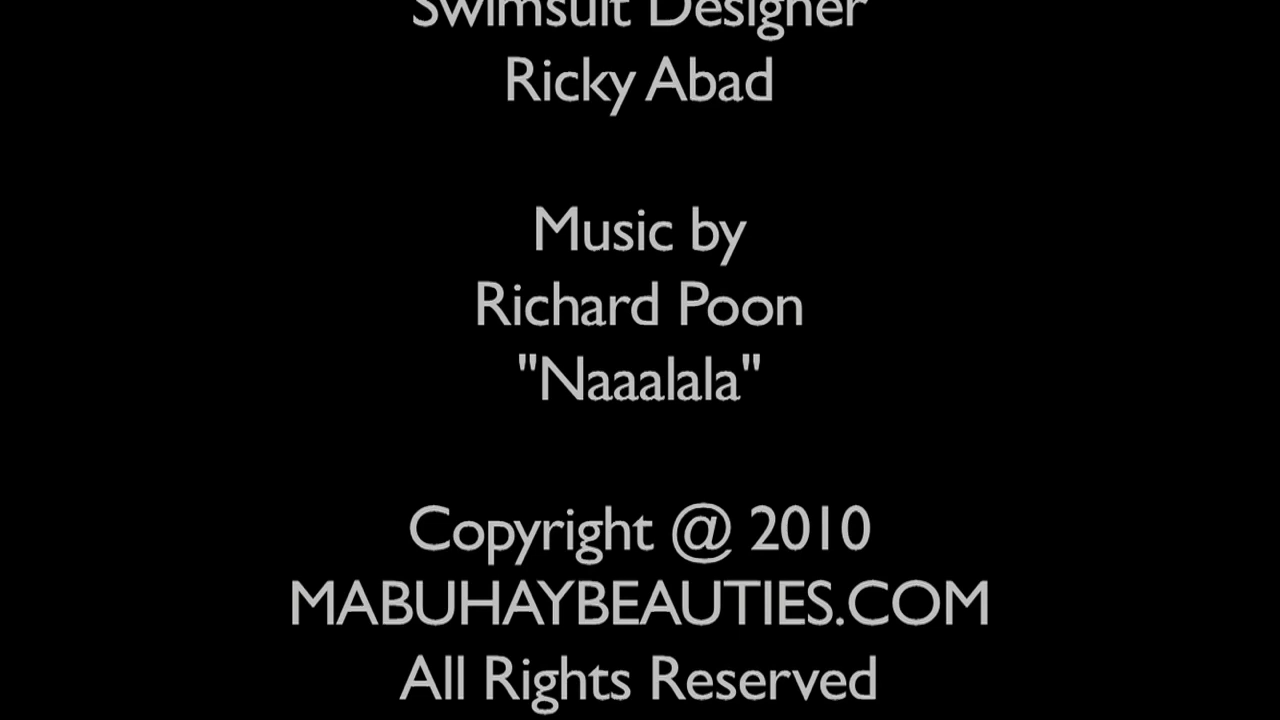 Swimsuit Designer
Ricky Abad
Music by
Richard Poon
"Naaalala"
Copyright @ 2010
MABUHAYBEAUTIES.COM
All Rights Reserved